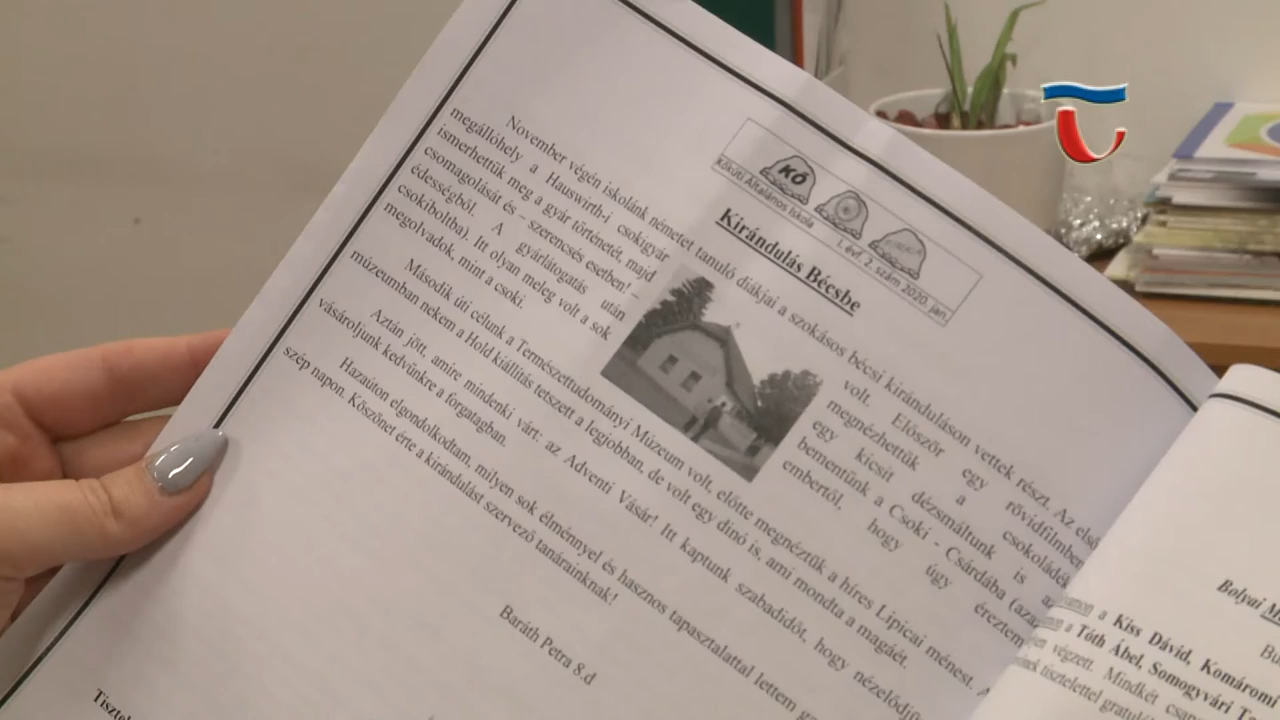 KŐ
Kőkúti Általános Iskola I. évf. 2. szám 2020. jan.
Kirándulás Bécsbe
November végén iskolánk németet tanuló diákjai a szokásos bécsi kiránduláson vettek részt. Az első
megállóhely a Hauswirth-i csokigyár volt. Először egy rövidfilmben
ismerhettük meg a gyár történetét, majd megnézhettük a csokoládék
csomagolását és – szerencsés esetben! – egy kicsit dézsmáltunk is az
édességből. A gyárlátogatás után bementünk a Csoki - Csárdába (azaz
csokiboltba). Itt olyan meleg volt a sok embertől, hogy úgy éreztem
megolvadok, mint a csoki.
Második úti célunk a Természettudományi Múzeum volt, előtte megnéztük a híres Lipicai ménest. A
múzeumban nekem a Hold kiállítás tetszett a legjobban, de volt egy dinó is, ami mondta a magáét.
Aztán jött, amire mindenki várt: az Adventi Vásár! Itt kaptunk szabadidőt, hogy
vásároljunk kedvünkre a forgatagban.
Hazaúton elgondolkodtam, milyen sok élménnyel és hasznos tapasztalattal lettem
szép napon. Köszönet érte a kirándulást szervező tanárainknak!
Baráth Petra 8.d
Bolyai
a Kiss Dávid, Komáromi
a Tóth Ábel, Somogyvári
végzett. Mindkét
tisztelettel